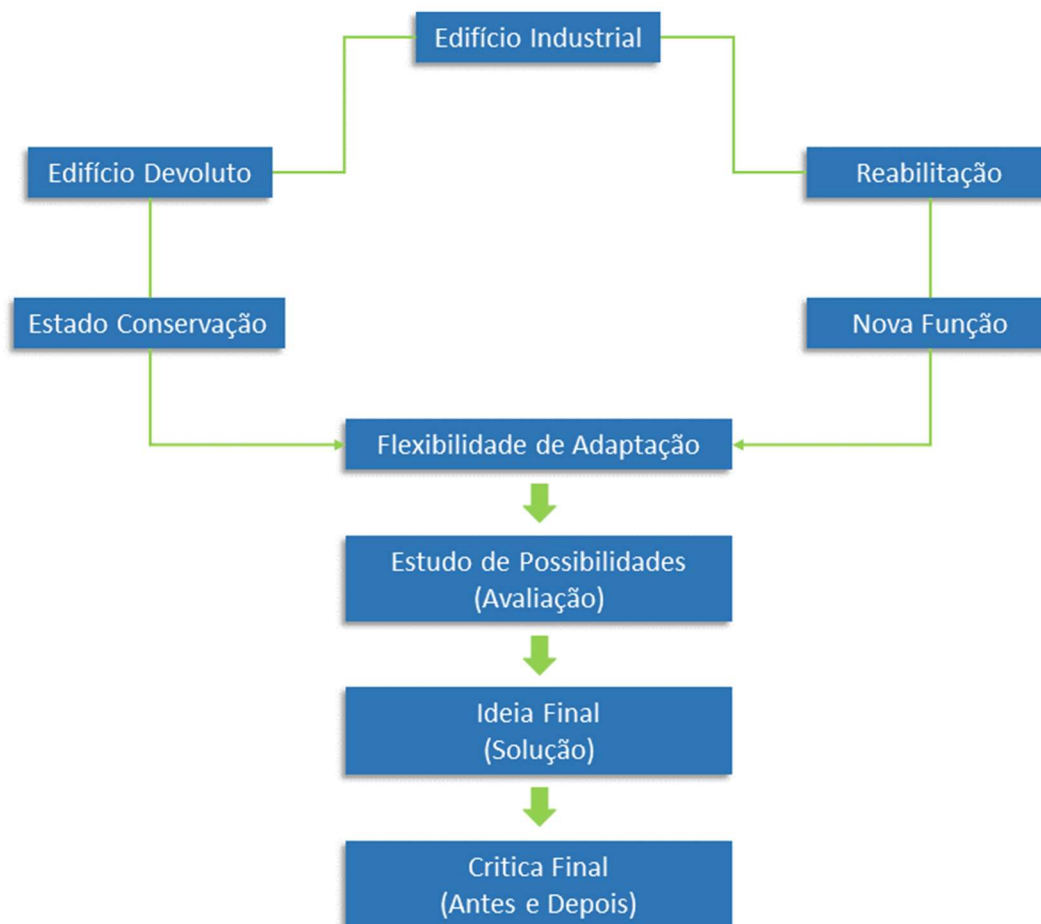 Edifício Industrial
Edifício Devoluto
Reabilitação
Estado Conservação
Nova Função
Flexibilidade de Adaptação
Estudo de Possibilidades
(Avaliação)
Ideia Final
(Solução)
Critica Final
(Antes e Depois)